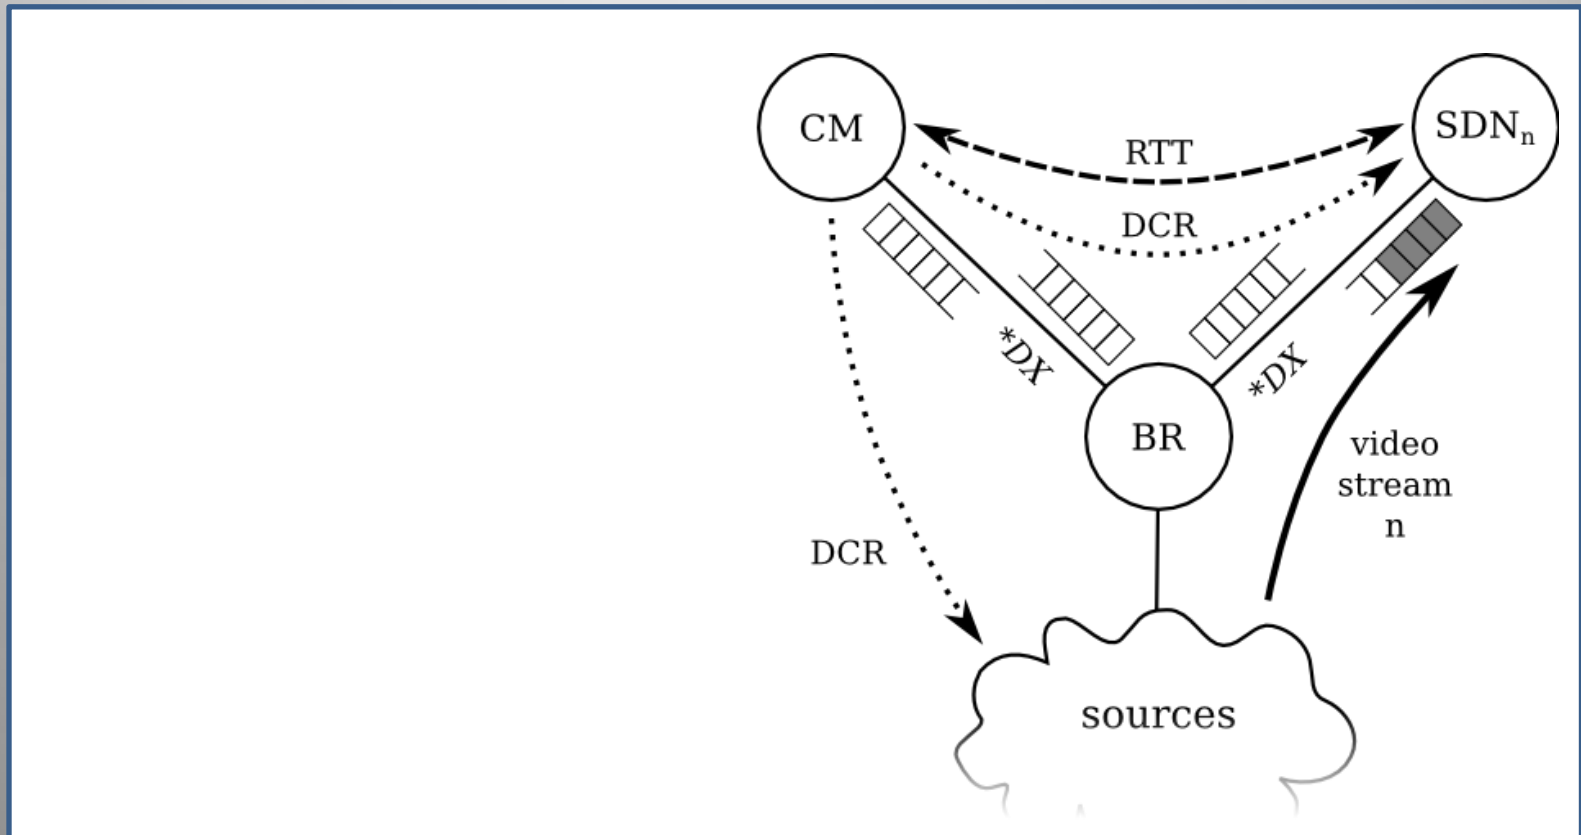 CM
SDNn
RTT
DCR
*DX
*DX
BR
video
stream
n
DCR
sources